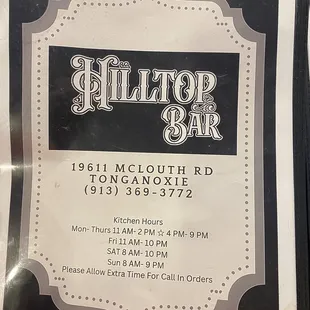 HILLTOP
BAR
19611 MCLOUTH RD
TONGANOXIE
(913) 369-3772
Kitchen Hours
Mon- Thurs 11 AM- 2 PM ☆ 4 PM- 9 PM
Fri 11 AM- 10 PM
SAT 8 AM- 10 PM
Sun 8 AM- 9 PM
Please Allow Extra Time For Call In Orders